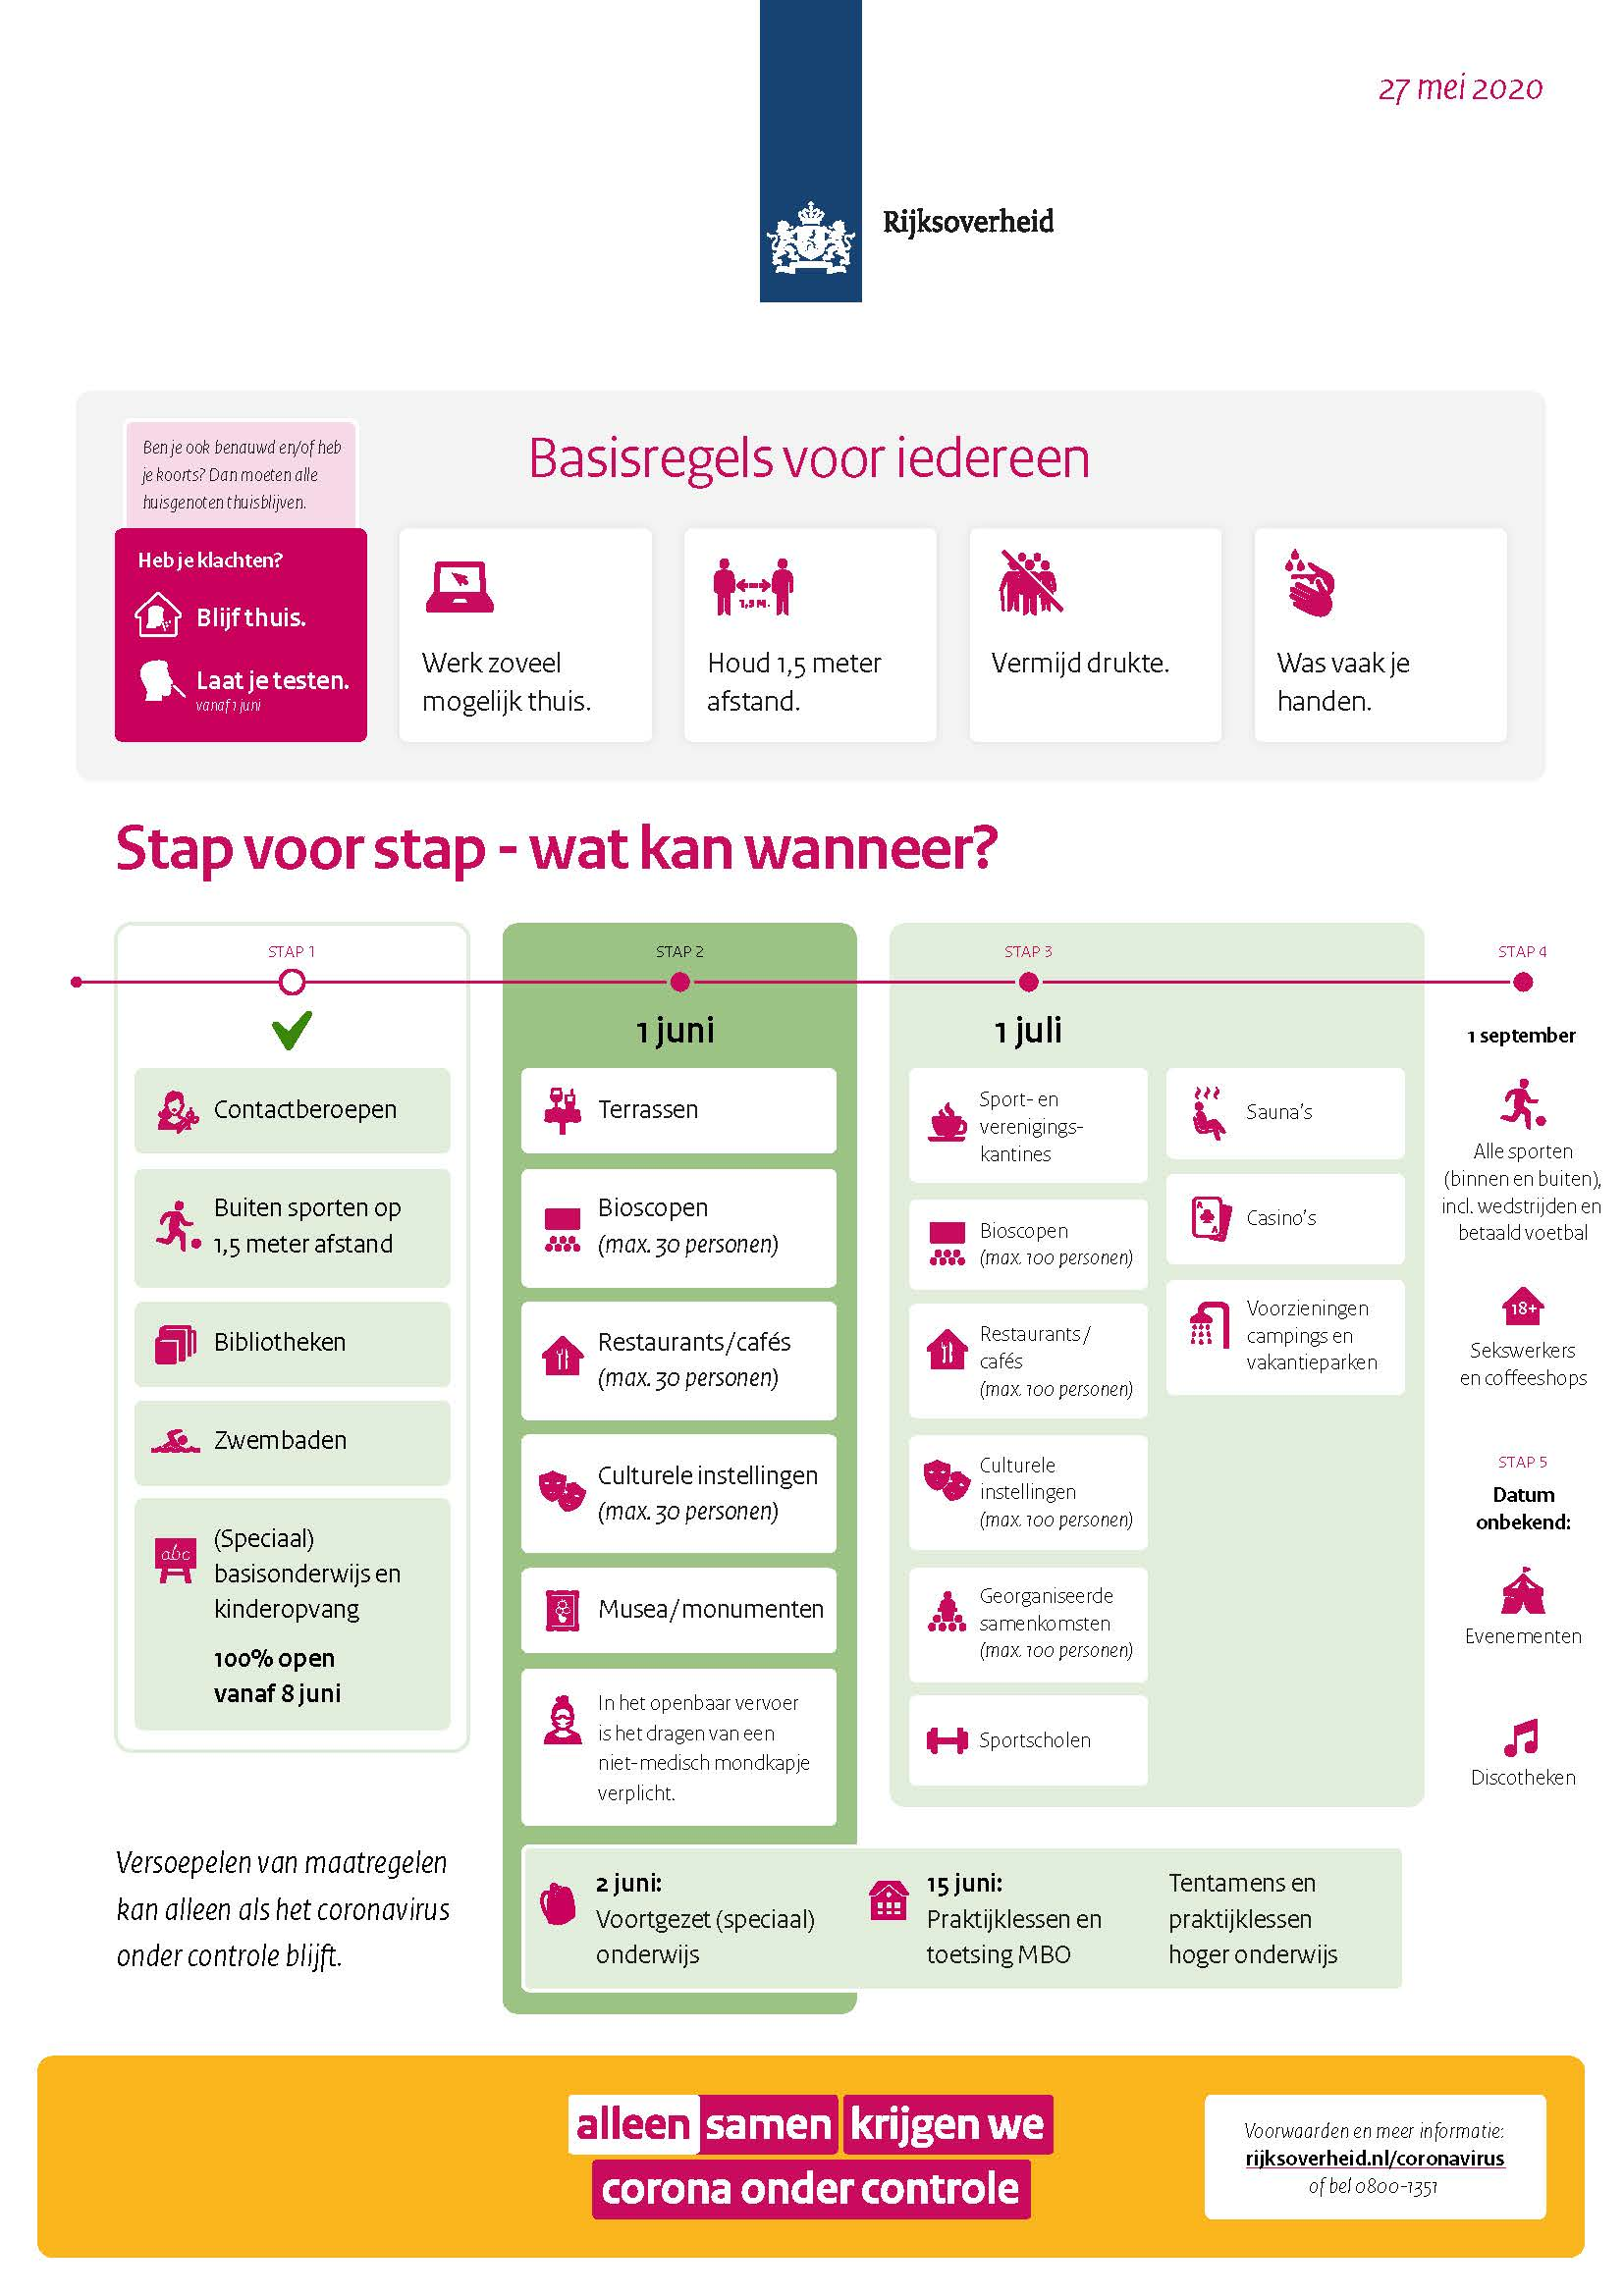 27 mei 2020
Rijksoverheid
Basisregels voor iedereen
Ben je ook benauwd en/of heb
je koorts? Dan moeten alle
huisgenoten thuisblijven.
Heb je klachten?
Blijf thuis.
Laat je testen.
vanaf 1 juni
Werk zoveel
mogelijk thuis.
1,5 M.
Houd 1,5 meter
afstand.
Vermijd drukte.
Was vaak je
handen.
Stap voor stap - wat kan wanneer?
STAP 1
Contactberoepen
Buiten sporten op
1,5 meter afstand
Bibliotheken
Zwembaden
abc
(Speciaal)
basisonderwijs en
kinderopvang
100% open
vanaf 8 juni
STAP 2
1 juni
Terrassen
Bioscopen
(max. 30 personen)
Restaurants/cafés
(max. 30 personen)
Culturele instellingen
(max. 30 personen)
Musea/monumenten
In het openbaar vervoer
is het dragen van een
niet-medisch mondkapje
verplicht.
2 juni:
Voortgezet (speciaal)
onderwijs
15 juni:
Praktijklessen en
toetsing MBO
Tentamens en
praktijklessen
hoger onderwijs
STAP 3
1 juli
Sport- en
verenigings-
kantines
Bioscopen
(max. 100 personen)
Restaurants/
cafés
(max. 100 personen)
Culturele
instellingen
(max. 100 personen)
Georganiseerde
samenkomsten
(max. 100 personen)
Sportscholen
Sauna's
A
A
Casino's
Voorzieningen
campings en
vakantieparken
STAP 4
1 september
Alle sporten
(binnen en buiten),
incl. wedstrijden en
betaald voetbal
18+
Sekswerkers
en coffeeshops
STAP 5
Datum
onbekend:
Evenementen
Discotheken
Versoepelen van maatregelen
kan alleen als het coronavirus
onder controle blijft.
alleen samen krijgen we
corona onder controle
Voorwaarden en meer informatie:
rijksoverheid.nl/coronavirus
of bel 0800-1351